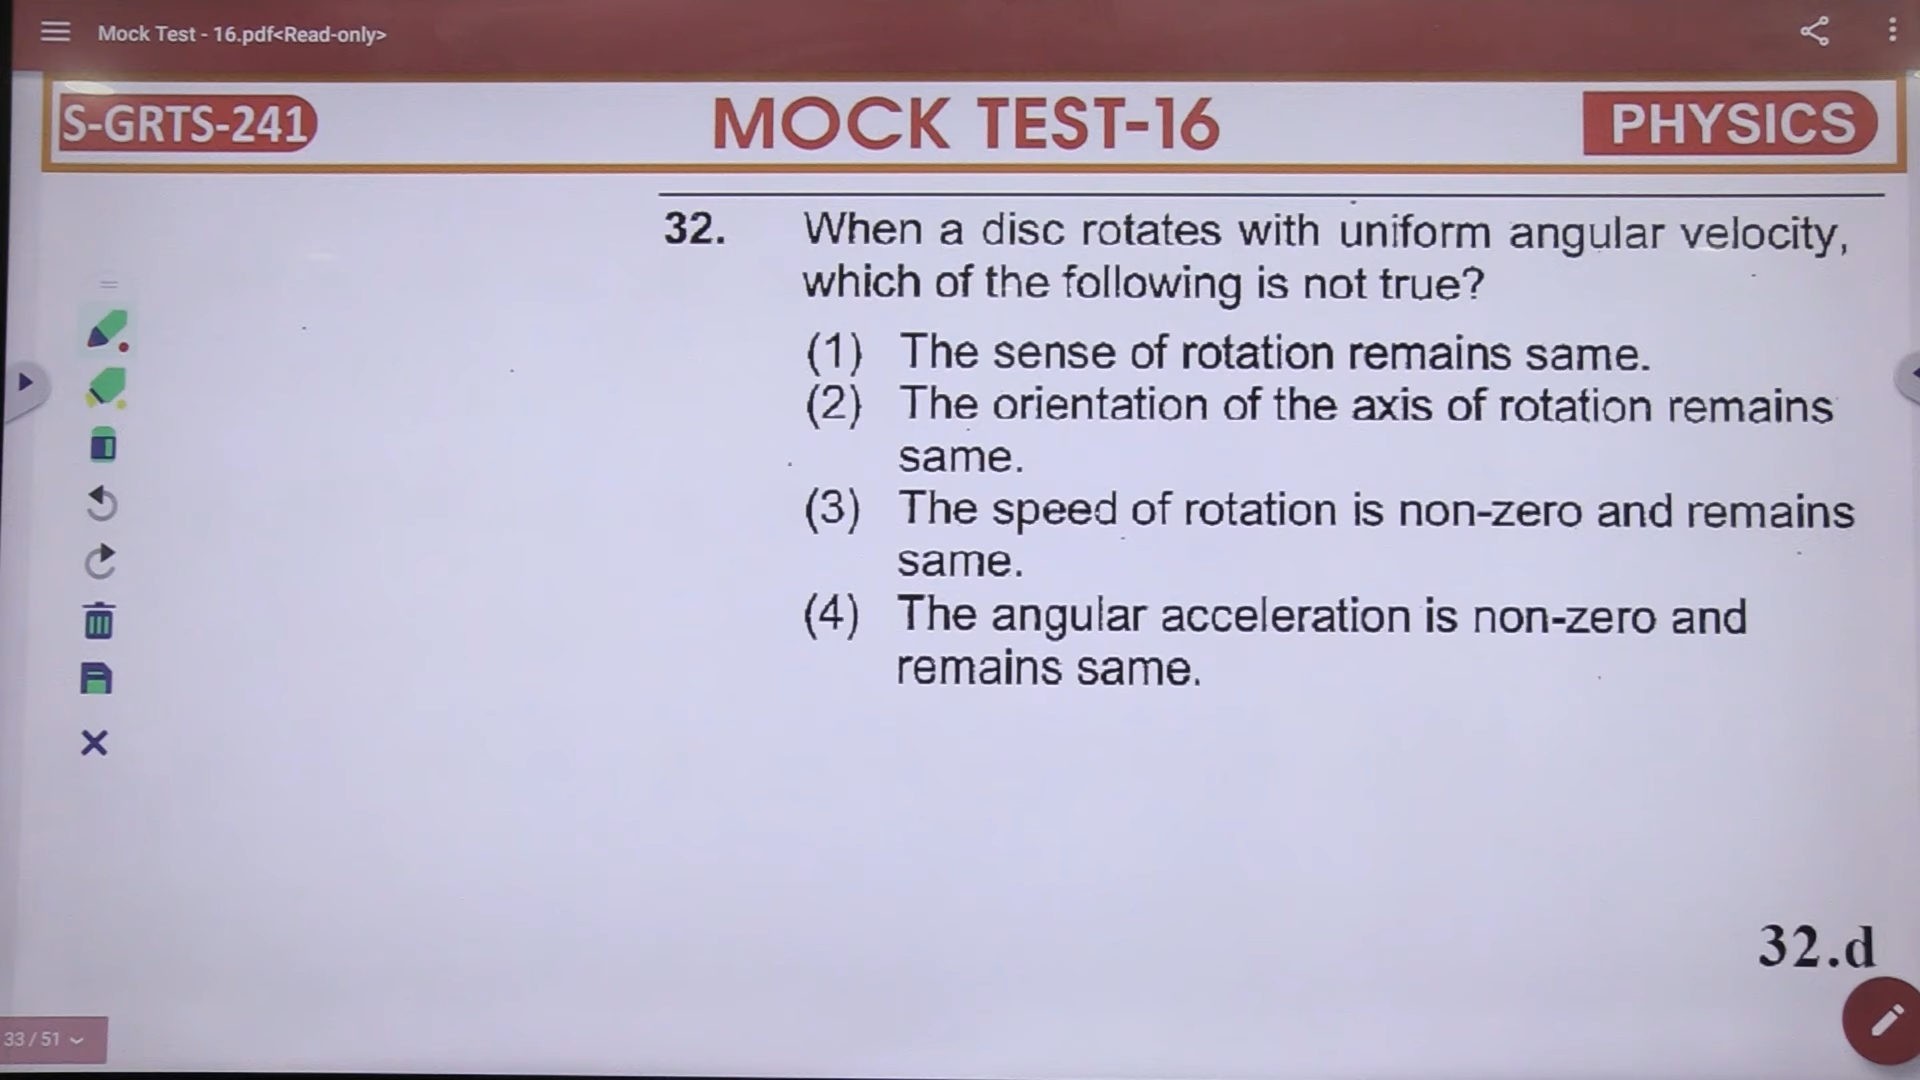 Mock Test - 16.pdf<Read-only>
S-GRTS-241
MOCK TEST-16
PHYSICS
32. When a disc rotates with uniform angular velocity,
which of the following is not true?
(1) The sense of rotation remains same.
(2) The orientation of the axis of rotation remains
same.
(3) The speed of rotation is non-zero and remains
same.
(4) The angular acceleration is non-zero and
remains same.
32.d
33 / 51